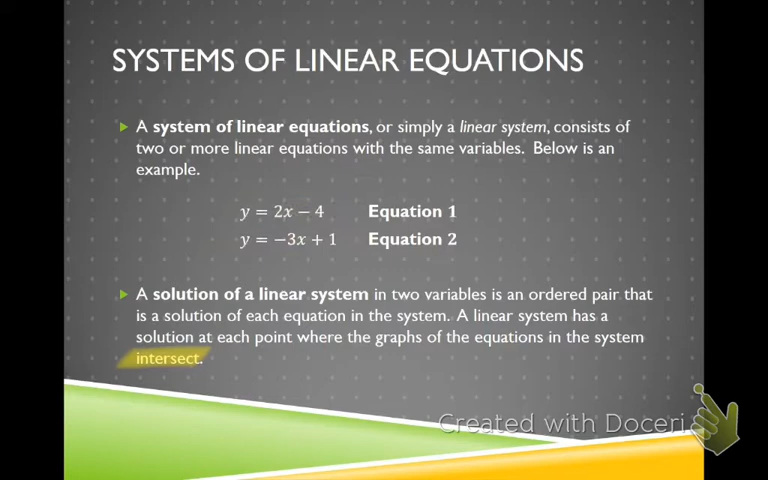 SYSTEMS OF LINEAR EQUATIONS
A system of linear equations, or simply a linear system, consists of
two or more linear equations with the same variables. Below is an
example.
y = 2x − 4 Equation 1
y = −3x + 1 Equation 2
A solution of a linear system in two variables is an ordered pair that
is a solution of each equation in the system. A linear system has a
solution at each point where the graphs of the equations in the system
intersect.
Created with Doceri